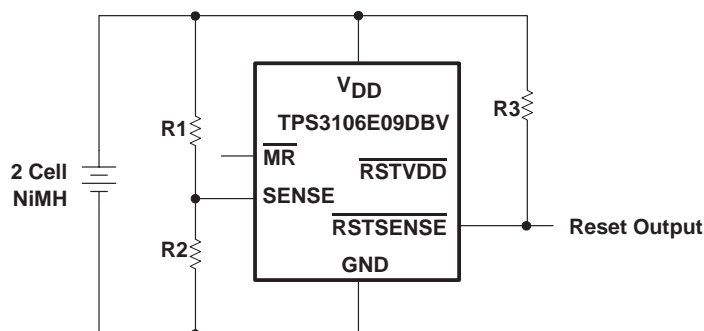 VDD
TPS3106E09DBV
R3
R1
MR
2 Cell
NiMH
RSTVDD
SENSE
RSTSENSE
Reset Output
R2
GND